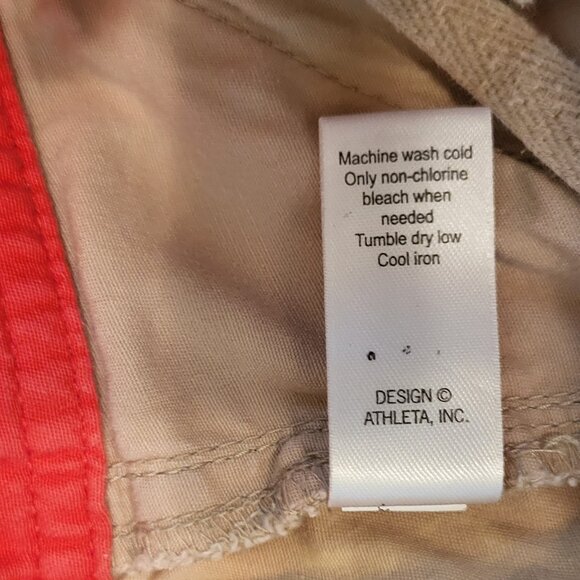 Machine wash cold
Only non-chlorine
bleach when
needed
Tumble dry low
Cool iron
DESIGN ©
ATHLETA, INC.